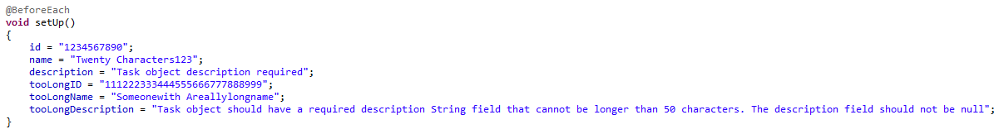 @BeforeEach
void setUp()
{
    id = "1234567890";
    name = "Twenty Characters123";
    description = "Task object description required";
    tooLongID = "111222333444555666777888999";
    tooLongName = "Someonewith Areallylongname";
    tooLongDescription = "Task object should have a required description String field that cannot be longer than 50 characters. The description field should not be null";
}